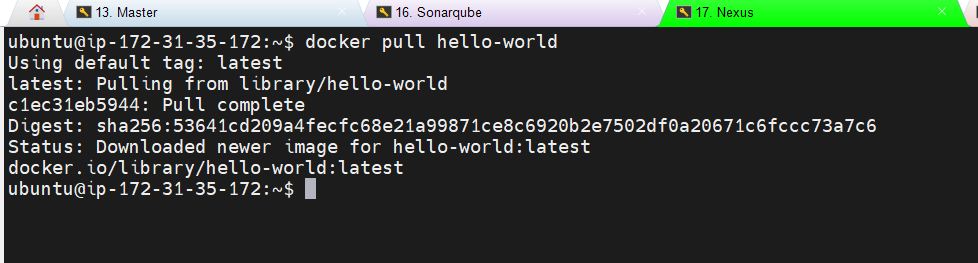 13. Master
16. Sonarqube
17. Nexus
ubuntu@ip-172-31-35-172:~$ docker pull hello-world
Using default tag: latest
latest: Pulling from library/hello-world
c1ec31eb5944: Pull complete
Digest: sha256:53641cd209a4fecfc68e21a99871ce8c6920b2e7502df0a20671c6fccc73a7c6
Status: Downloaded newer image for hello-world:latest
docker.io/library/hello-world:latest
ubuntu@ip-172-31-35-172:~$